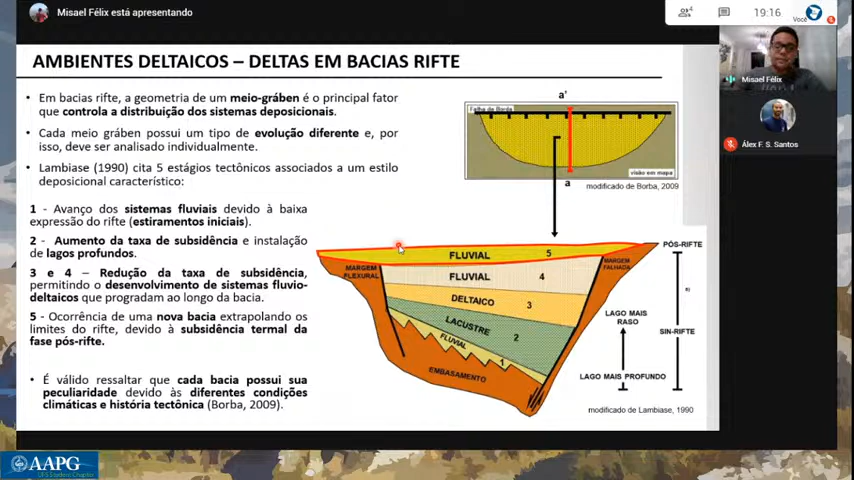 Misael Félix está apresentando
4
19:16
Você
AMBIENTES DELTAICOS – DELTAS EM BACIAS RIFTE
• Em bacias rifte, a geometria de um meio-gráben é o principal fator
que controla a distribuição dos sistemas deposicionais.
• Cada meio gráben possui um tipo de evolução diferente e, por
isso, deve ser analisado individualmente.
• Lambiase (1990) cita 5 estágios tectônicos associados a um estilo
deposicional característico:
1 - Avanço dos sistemas fluviais devido à baixa
expressão do rifte (estiramentos iniciais).
2 - Aumento da taxa de subsidência e instalação
de lagos profundos.
3 e 4 – Redução da taxa de subsidência,
permitindo o desenvolvimento de sistemas fluvio-
deltaicos que progradam ao longo da bacia.
5 - Ocorrência de uma nova bacia extrapolando os
limites do rifte, devido à subsidência termal da
fase pós-rifte.
• É válido ressaltar que cada bacia possui sua
peculiaridade devido às diferentes condições
climáticas e história tectônica (Borba, 2009).
a'
Falha de Borda
a
visão em mapa
modificado de Borba, 2009
FLUVIAL 5
MARGEM
FLEXURAL
FLUVIAL 4
MARGEM
FALHADA
DELTAICO 3
LACUSTRE 2
FLUVIAL 1
EMBASAMENTO
PÓS-RIFTE
LAGO MAIS
RASO
SIN-RIFTE
LAGO MAIS PROFUNDO
modificado de Lambiase, 1990
Misael Félix
Álex F. S. Santos
AAPG
UFS Student Chapter